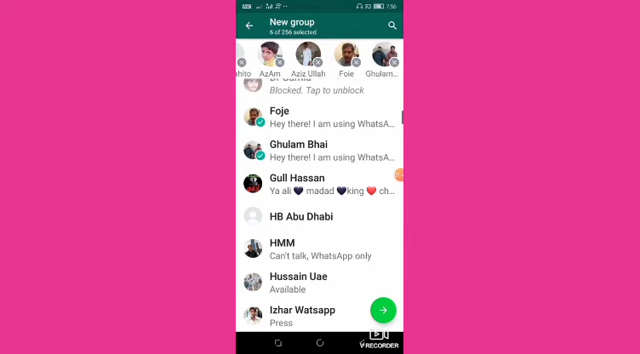 7:56
New group
6 of 256 selected
hito AzAm Aziz Ullah Foie Ghulam...
Blocked. Tap to unblock
Foje
Hey there! I am using WhatsA...
Ghulam Bhai
Hey there! I am using WhatsA...
Gull Hassan
Ya ali 🖤 madad 🖤king ❤️ ch...
HB Abu Dhabi
HMM
Can't talk, WhatsApp only
Hussain Uae
Available
Izhar Watsapp
Press
VRECORDER